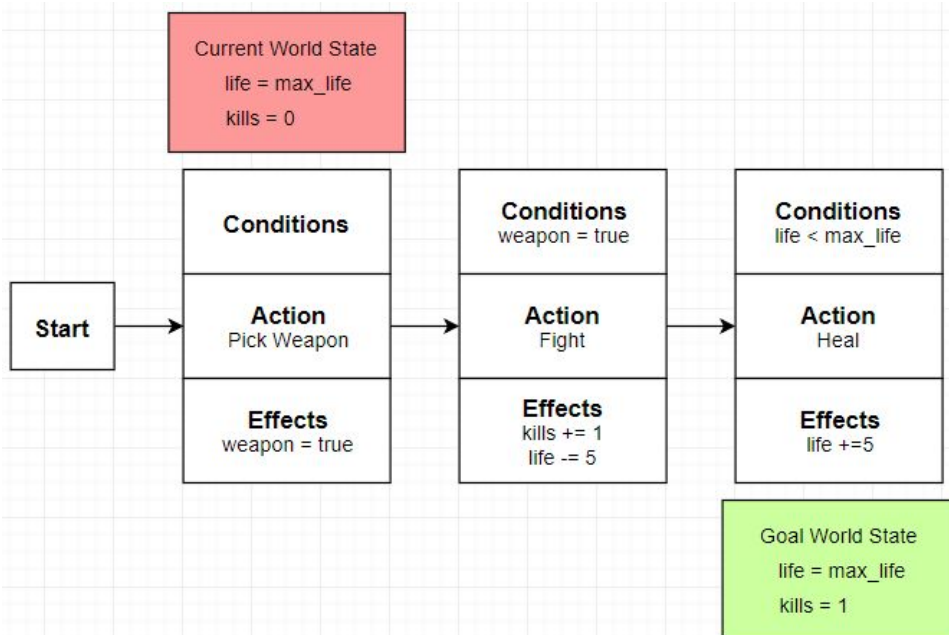 Current World State
life = max_life
kills = 0
Start
Conditions
Action
Pick Weapon
Effects
weapon = true
Conditions
weapon = true
Action
Fight
Effects
kills += 1
life -= 5
Conditions
life < max_life
Action
Heal
Effects
life +=5
Goal World State
life = max_life
kills = 1